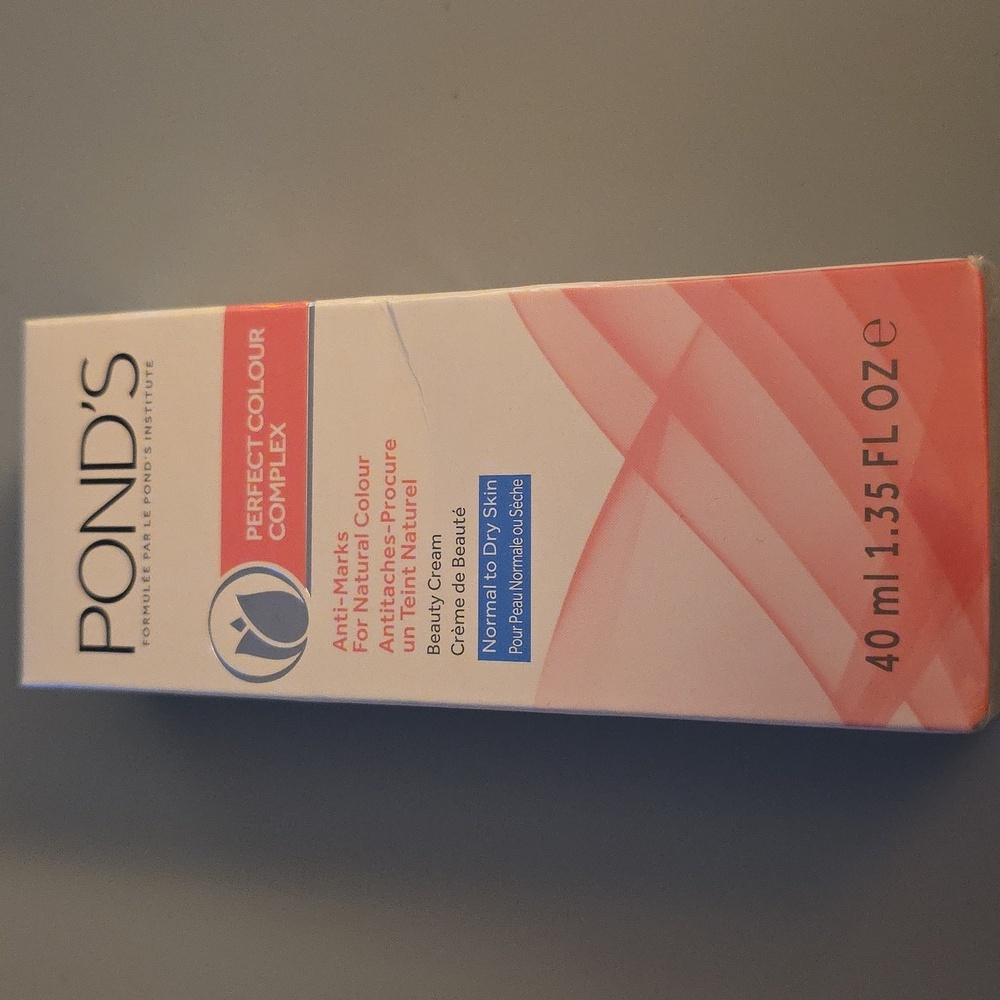 POND'S
FORMULÉE PAR LE POND'S INSTITUTE
PERFECT COLOUR
COMPLEX
Anti-Marks
For Natural Colour
Antitaches-Procure
un Teint Naturel
Beauty Cream
Crème de Beauté
Normal to Dry Skin
Pour Peau Normale ou Sèche
40 ml 1.35 FL OZ ℮